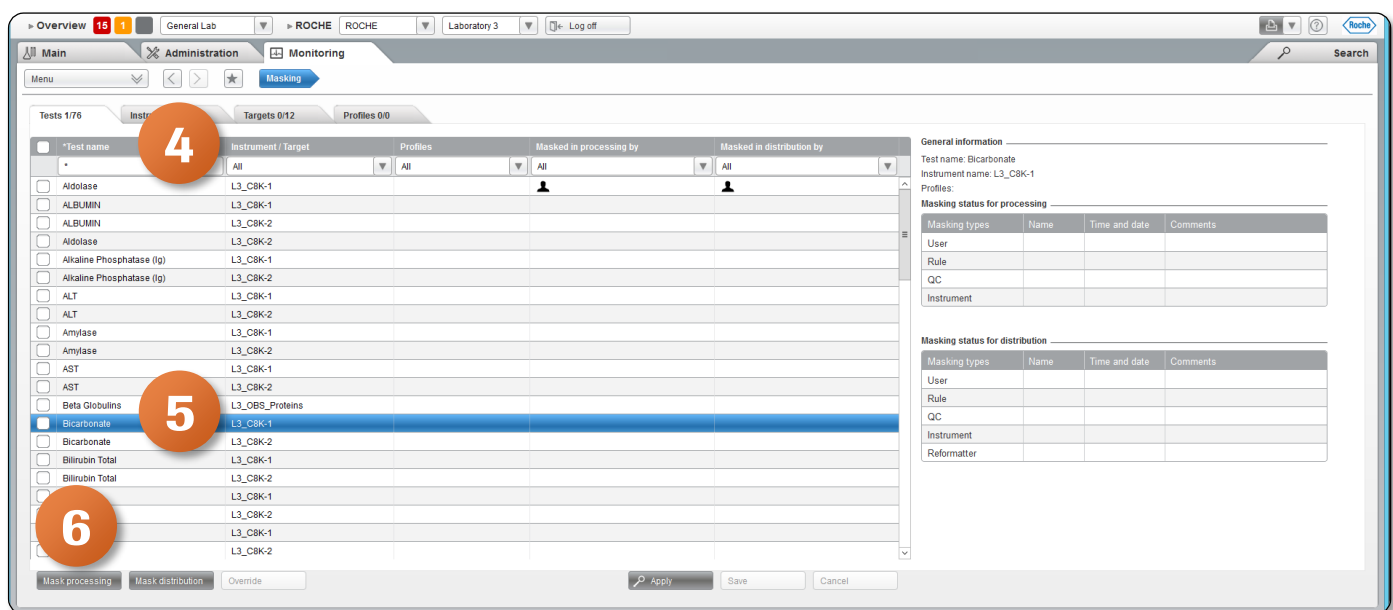 ▹ Overview 15 1 General Lab ▹ ROCHE ROCHE Laboratory 3 Log off Roche
Main Administration Monitoring Search
Menu Masking
Tests 1/76 Targets 0/12 Profiles 0/0
4
*Test name Instrument / Target Profiles Masked in processing by Masked in distribution by
* All All All All
Aldolase L3_C8K-1
ALBUMIN L3_C8K-1
ALBUMIN L3_C8K-2
Aldolase L3_C8K-2
Alkaline Phosphatase (Ig) L3_C8K-1
Alkaline Phosphatase (Ig) L3_C8K-2
ALT L3_C8K-1
ALT L3_C8K-2
Amylase L3_C8K-1
Amylase L3_C8K-2
AST L3_C8K-1
AST L3_C8K-2
Beta Globulins L3_OBS_Proteins
5
Bicarbonate L3_C8K-1
Bicarbonate L3_C8K-2
Bilirubin Total L3_C8K-1
Bilirubin Total L3_C8K-2
L3_C8K-1
L3_C8K-2
6
L3_C8K-1
L3_C8K-2
Mask processing Mask distribution Override Apply Save Cancel
General information
Test name: Bicarbonate
Instrument name: L3_C8K-1
Profiles:
Masking status for processing
Masking types Name Time and date Comments
User
Rule
QC
Instrument
Masking status for distribution
Masking types Name Time and date Comments
User
Rule
QC
Instrument
Reformatter